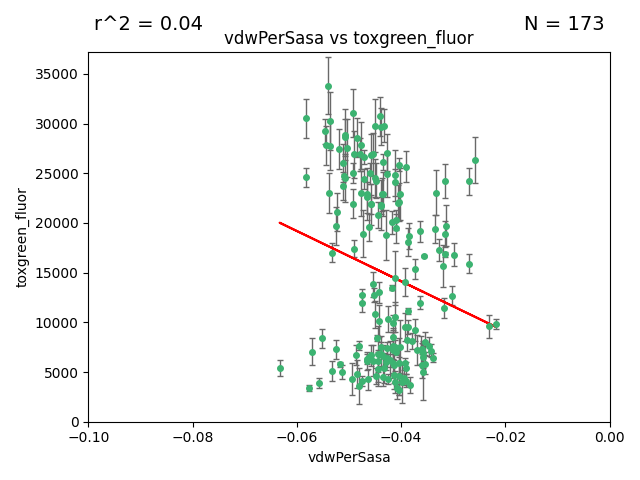 r^2 = 0.04
N = 173
vdwPerSasa vs toxgreen_fluor
35000
30000
25000
20000
15000
10000
5000
0
toxgreen_fluor
−0.10
−0.08
−0.06
−0.04
−0.02
0.00
vdwPerSasa